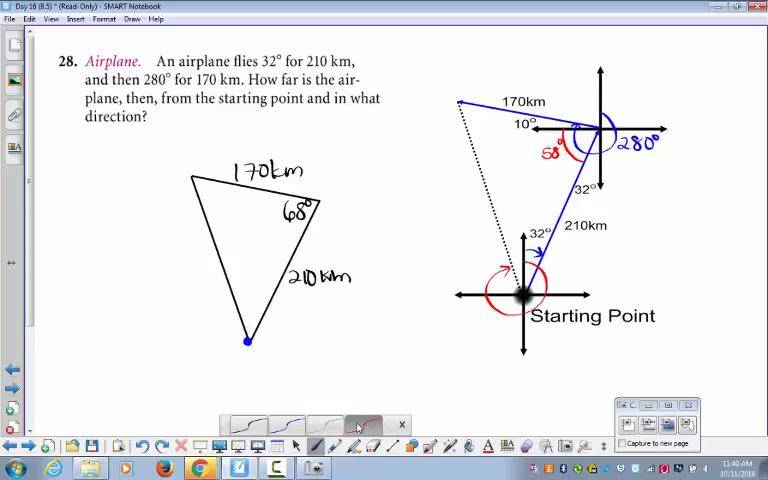 Day 16 (8.5) * (Read-Only) - SMART Notebook
File Edit View Insert Format Draw Help
28. Airplane. An airplane flies 32° for 210 km,
and then 280° for 170 km. How far is the air-
plane, then, from the starting point and in what
direction?
170km
68°
210km
170km
10°
58°
280°
32°
210km
32°
Starting Point
Capture to new page
11:40 AM
10/11/2016